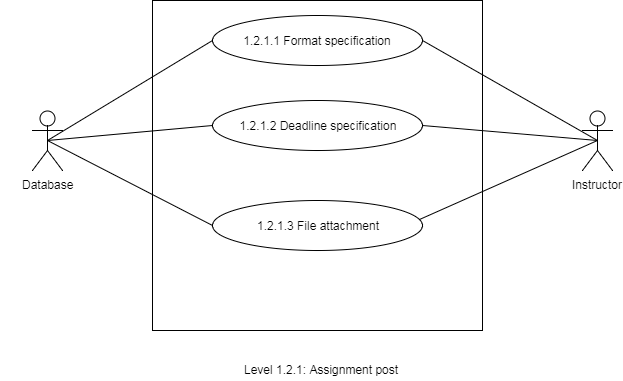 1.2.1.1 Format specification
1.2.1.2 Deadline specification
Database
Instructor
1.2.1.3 File attachment
Level 1.2.1: Assignment post